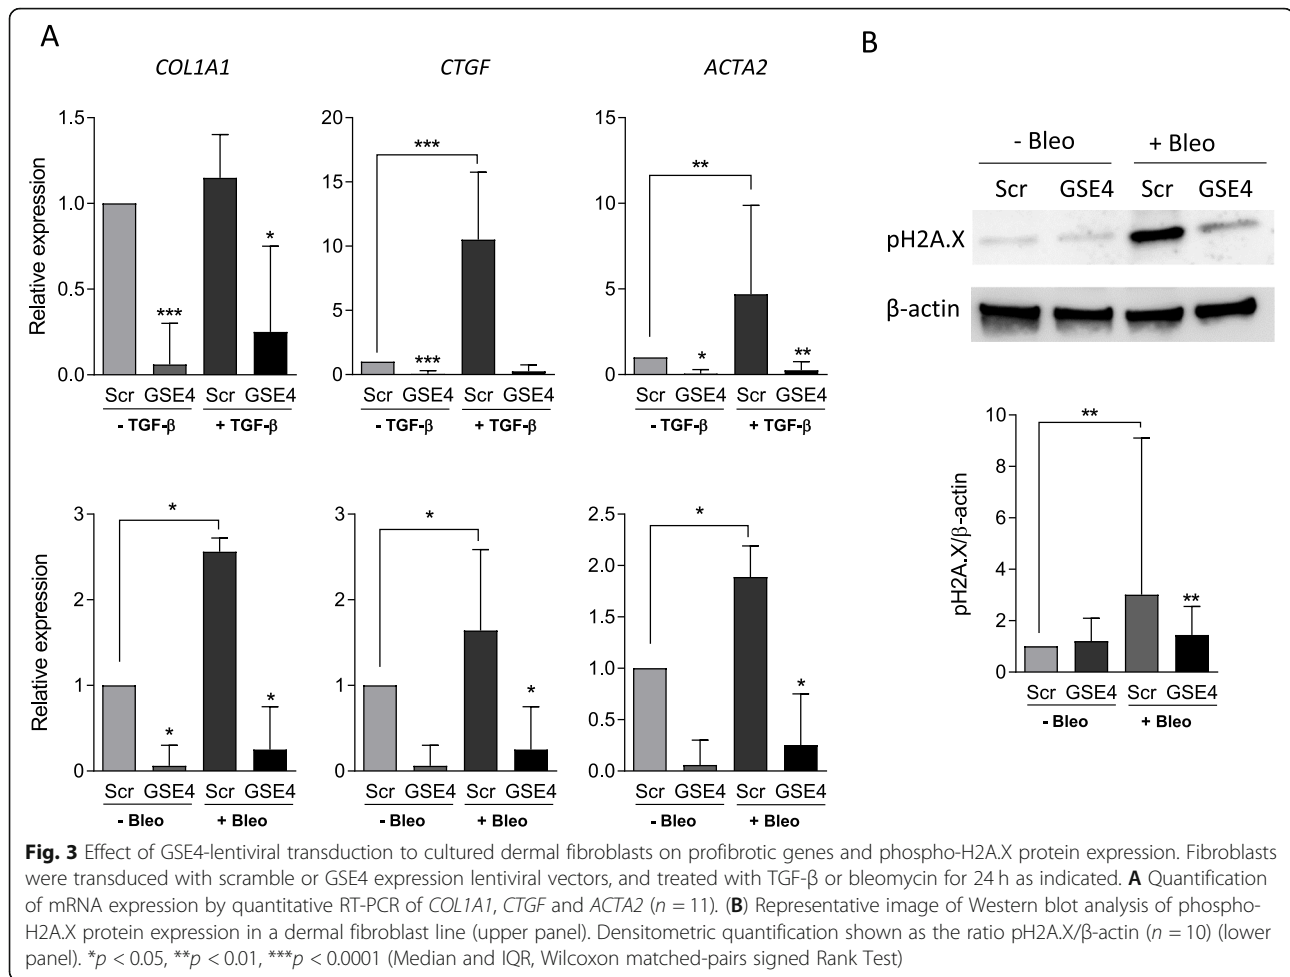 A
B
COL1A1
CTGF
ACTA2
Relative expression
1.5
1.0
0.5
0.0
***
*
Scr GSE4 Scr GSE4
- TGF-β + TGF-β
20
15
10
5
0
***
***
Scr GSE4 Scr GSE4
- TGF-β + TGF-β
15
10
5
0
**
*
**
Scr GSE4 Scr GSE4
- TGF-β + TGF-β
Relative expression
3
2
1
0
*
*
*
Scr GSE4 Scr GSE4
- Bleo + Bleo
3
2
1
0
*
*
Scr GSE4 Scr GSE4
- Bleo + Bleo
2.5
2.0
1.5
1.0
0.5
0.0
*
*
Scr GSE4 Scr GSE4
- Bleo + Bleo
- Bleo + Bleo
Scr GSE4 Scr GSE4
pH2A.X
β-actin
pH2A.X/β-actin
10
8
6
4
2
0
**
**
Scr GSE4 Scr GSE4
- Bleo + Bleo
Fig. 3 Effect of GSE4-lentiviral transduction to cultured dermal fibroblasts on profibrotic genes and phospho-H2A.X protein expression. Fibroblasts
were transduced with scramble or GSE4 expression lentiviral vectors, and treated with TGF-β or bleomycin for 24 h as indicated. A Quantification
of mRNA expression by quantitative RT-PCR of COL1A1, CTGF and ACTA2 (n = 11). (B) Representative image of Western blot analysis of phospho-
H2A.X protein expression in a dermal fibroblast line (upper panel). Densitometric quantification shown as the ratio pH2A.X/β-actin (n = 10) (lower
panel). *p < 0.05, **p < 0.01, ***p < 0.0001 (Median and IQR, Wilcoxon matched-pairs signed Rank Test)